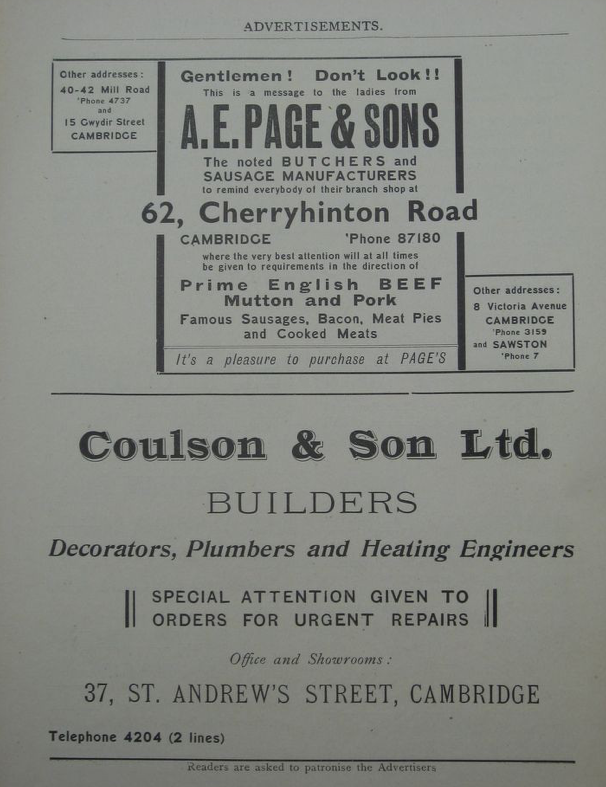 ADVERTISEMENTS.
Other addresses:
40-42 Mill Road
'Phone 4737
and
15 Gwydir Street
CAMBRIDGE
Gentlemen! Don't Look!!
This is a message to the ladies from
A. E. PAGE & SONS
The noted BUTCHERS and
SAUSAGE MANUFACTURERS
to remind everybody of their branch shop at
62, Cherryhinton Road
CAMBRIDGE 'Phone 87180
where the very best attention will at all times
be given to requirements in the direction of
Prime English BEEF
Mutton and Pork
Famous Sausages, Bacon, Meat Pies
and Cooked Meats
It's a pleasure to purchase at PAGE'S
Other addresses:
8 Victoria Avenue
CAMBRIDGE
'Phone 3159
and SAWSTON
'Phone 7
Coulson & Son Ltd.
BUILDERS
Decorators, Plumbers and Heating Engineers
SPECIAL ATTENTION GIVEN TO
ORDERS FOR URGENT REPAIRS
Office and Showrooms:
37, ST. ANDREW'S STREET, CAMBRIDGE
Telephone 4204 (2 lines)
Readers are asked to patronise the Advertisers